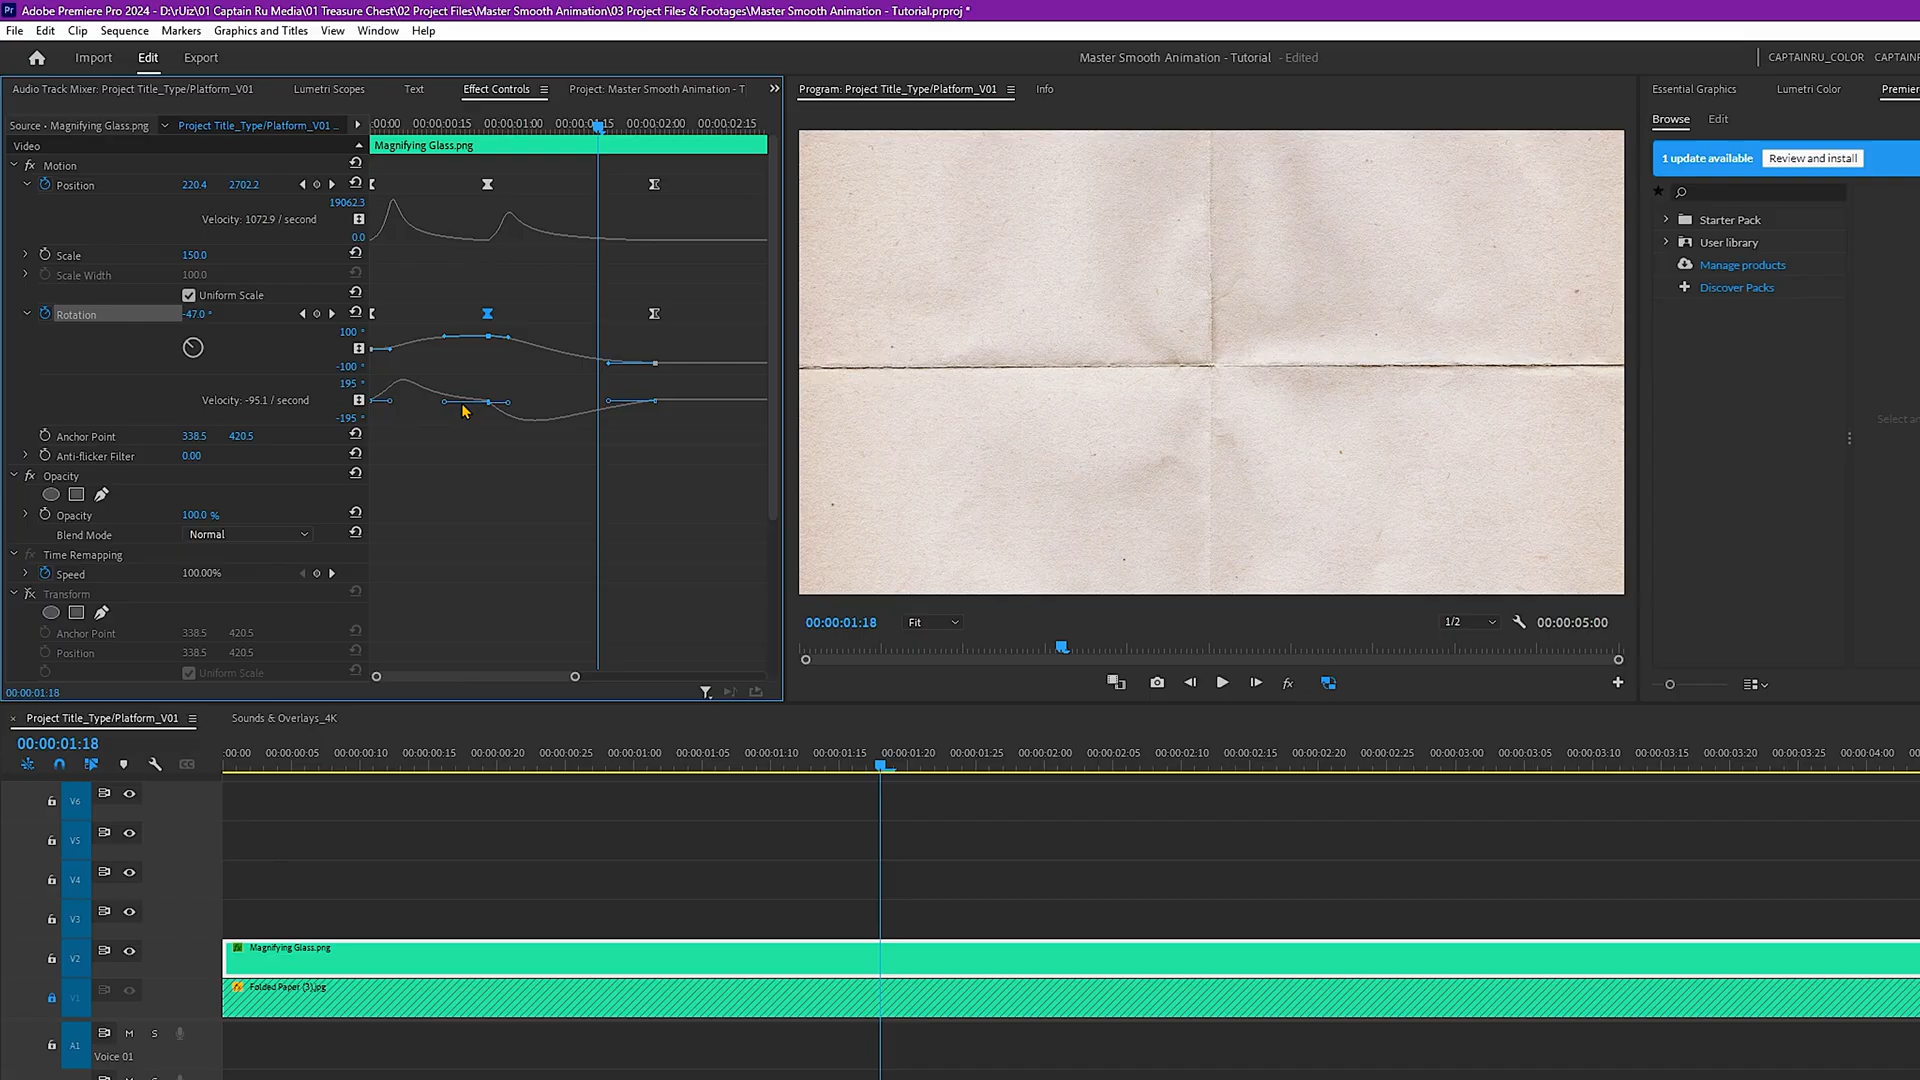 Pr Adobe Premiere Pro 2024 - D:\rUiz\01 Captain Ru Media\01 Treasure Chest\02 Project Files\Master Smooth Animation\03 Project Files & Footages\Master Smooth Animation - Tutorial.prproj *
File Edit Clip Sequence Markers Graphics and Titles View Window Help
Import Edit Export Master Smooth Animation - Tutorial - Edited CAPTAINRU_COLOR CAPTAINR
Audio Track Mixer: Project Title_Type/Platform_V01 Lumetri Scopes Text Effect Controls Project: Master Smooth Animation - T
Program: Project Title_Type/Platform_V01 Info
Essential Graphics Lumetri Color Premier
Source • Magnifying Glass.png Project Title_Type/Platform_V01 ... :00:00 00:00:00:15 00:00:01:00 00:00:01:15 00:00:02:00 00:00:02:15
Browse Edit
Video Magnifying Glass.png
1 update available Review and install
fx Motion
Position 220.4 2702.2
19062.3
Velocity: 1072.9 / second
0.0
Starter Pack
User library
Manage products
Discover Packs
Scale 150.0
Scale Width 100.0
Uniform Scale
Rotation -47.0 °
100 °
-100 °
195 °
Velocity: -95.1 / second
-195 °
Select an
Anchor Point 338.5 420.5
Anti-flicker Filter 0.00
fx Opacity
Opacity 100.0 %
Blend Mode Normal
fx Time Remapping
Speed 100.00%
fx Transform
Anchor Point 338.5 420.5
Position 338.5 420.5
Uniform Scale
00:00:01:18
00:00:01:18 Fit 1/2 00:00:05:00
fx
× Project Title_Type/Platform_V01 Sounds & Overlays_4K
00:00:01:18
:00:00 00:00:00:05 00:00:00:10 00:00:00:15 00:00:00:20 00:00:00:25 00:00:01:00 00:00:01:05 00:00:01:10 00:00:01:15 00:00:01:20 00:00:01:25 00:00:02:00 00:00:02:05 00:00:02:10 00:00:02:15 00:00:02:20 00:00:02:25 00:00:03:00 00:00:03:05 00:00:03:10 00:00:03:15 00:00:03:20 00:00:03:25 00:00:04:00
CC
V6
V5
V4
V3
V2 fx Magnifying Glass.png
V1 fx Folded Paper (3).jpg
A1 M S
Voice 01